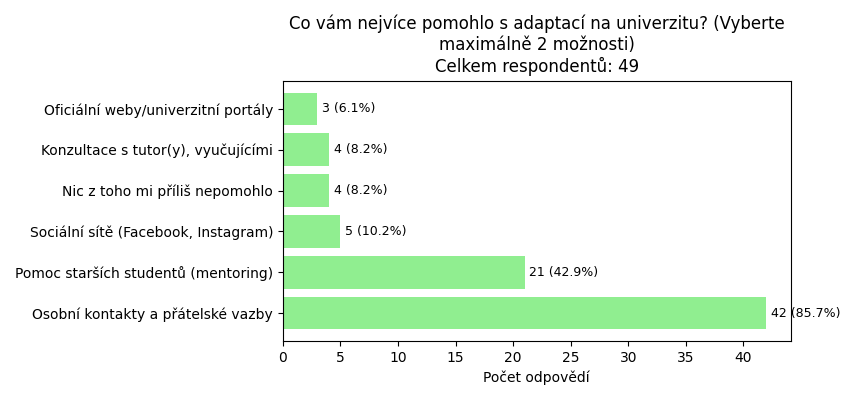 Co vám nejvíce pomohlo s adaptací na univerzitu? (Vyberte
maximálně 2 možnosti)
Celkem respondentů: 49
Oficiální weby/univerzitní portály 3 (6.1%)
Konzultace s tutor(y), vyučujícími 4 (8.2%)
Nic z toho mi příliš nepomohlo 4 (8.2%)
Sociální sítě (Facebook, Instagram) 5 (10.2%)
Pomoc starších studentů (mentoring) 21 (42.9%)
Osobní kontakty a přátelské vazby 42 (85.7%)
0 5 10 15 20 25 30 35 40
Počet odpovědí